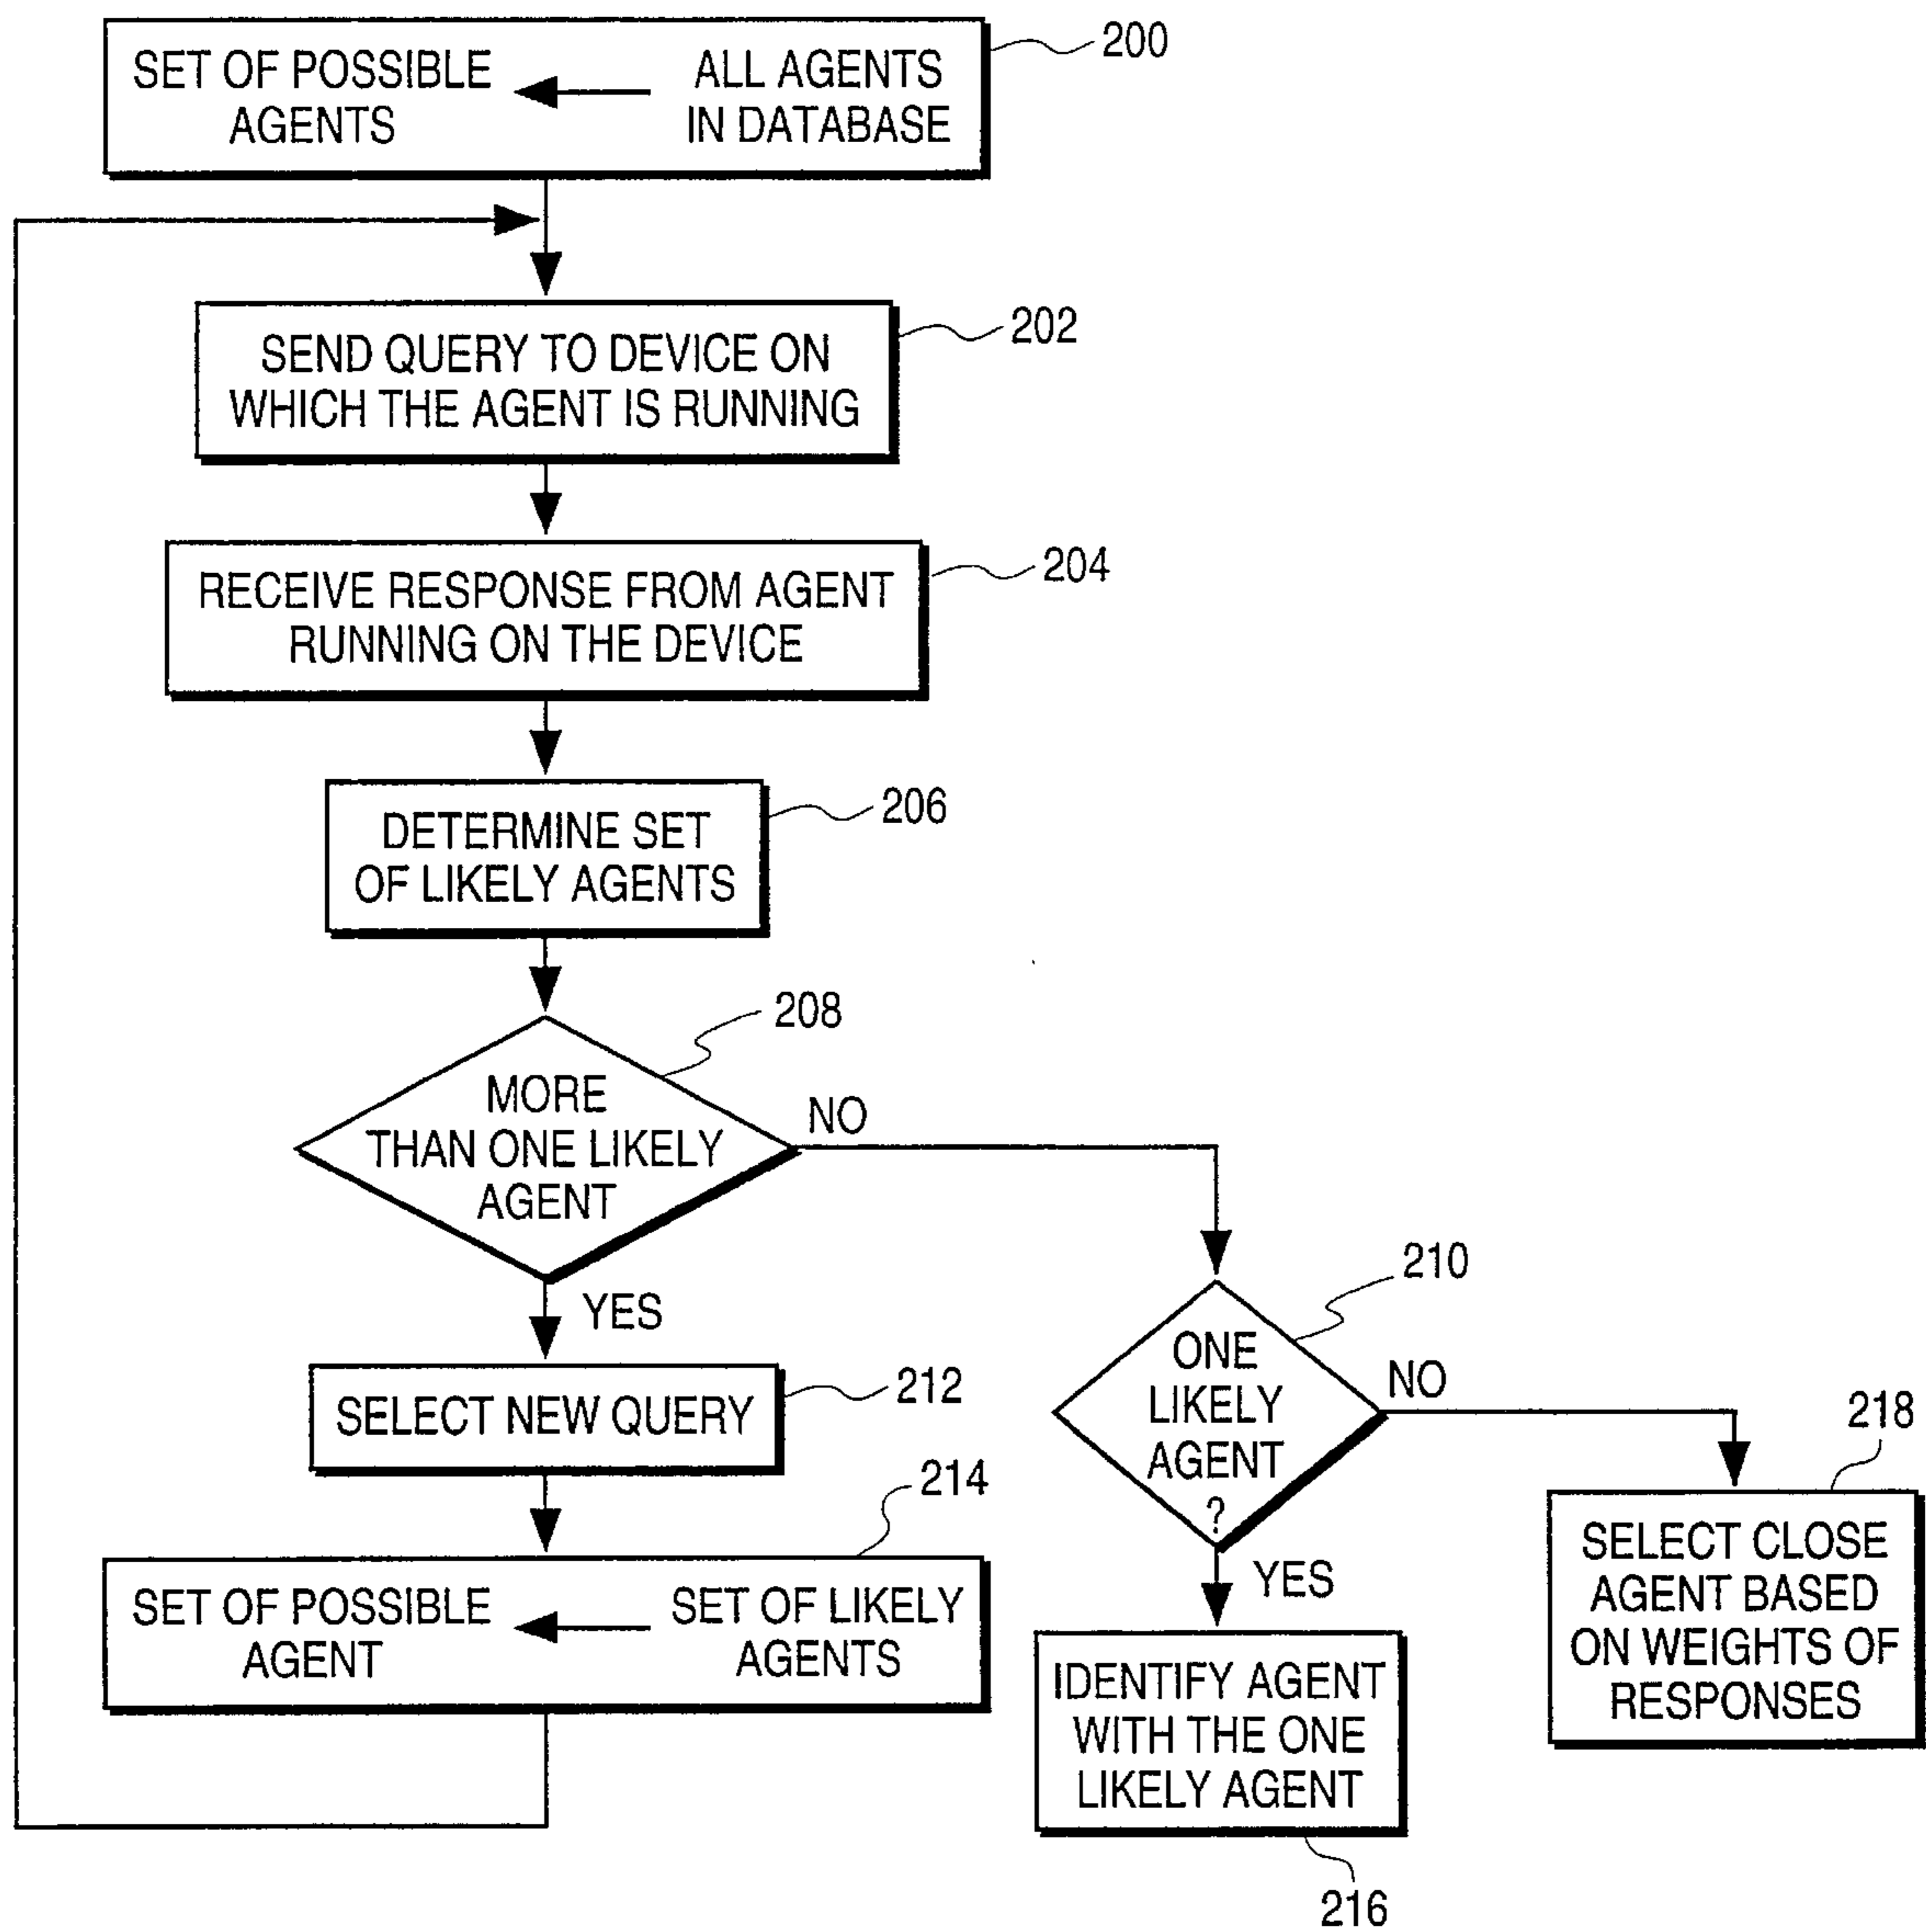 SET OF POSSIBLE
AGENTS
ALL AGENTS
IN DATABASE
200
SEND QUERY TO DEVICE ON
WHICH THE AGENT IS RUNNING
202
RECEIVE RESPONSE FROM AGENT
RUNNING ON THE DEVICE
204
DETERMINE SET
OF LIKELY AGENTS
206
208
MORE
THAN ONE LIKELY
AGENT
NO
YES
210
ONE
LIKELY
AGENT
?
NO
YES
SELECT NEW QUERY
212
214
SET OF POSSIBLE
AGENT
SET OF LIKELY
AGENTS
218
SELECT CLOSE
AGENT BASED
ON WEIGHTS OF
RESPONSES
IDENTIFY AGENT
WITH THE ONE
LIKELY AGENT
216